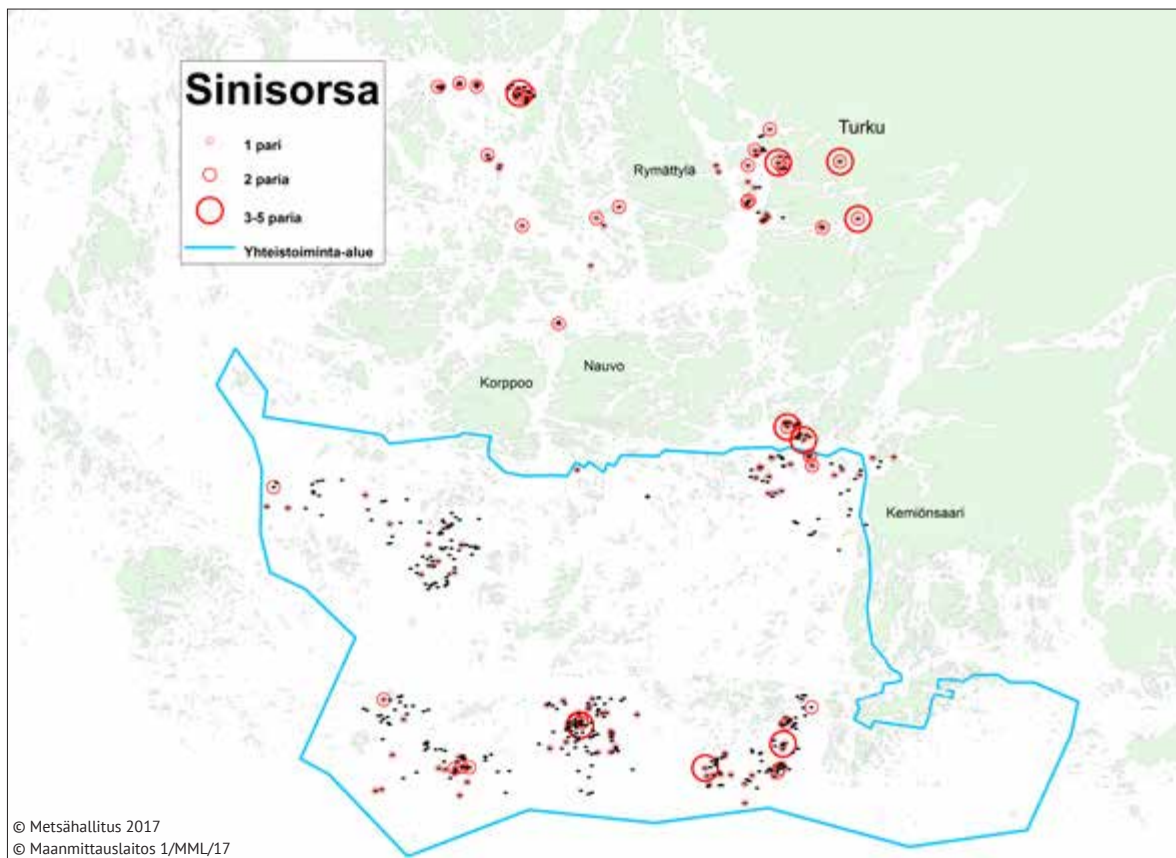 Sinisorsa
1 pari
2 paria
3-5 paria
Yhteistoiminta-alue
Turku
Rymättylä
Nauvo
Korppoo
Kemiönsaari
© Metsähallitus 2017
© Maanmittauslaitos 1/MML/17